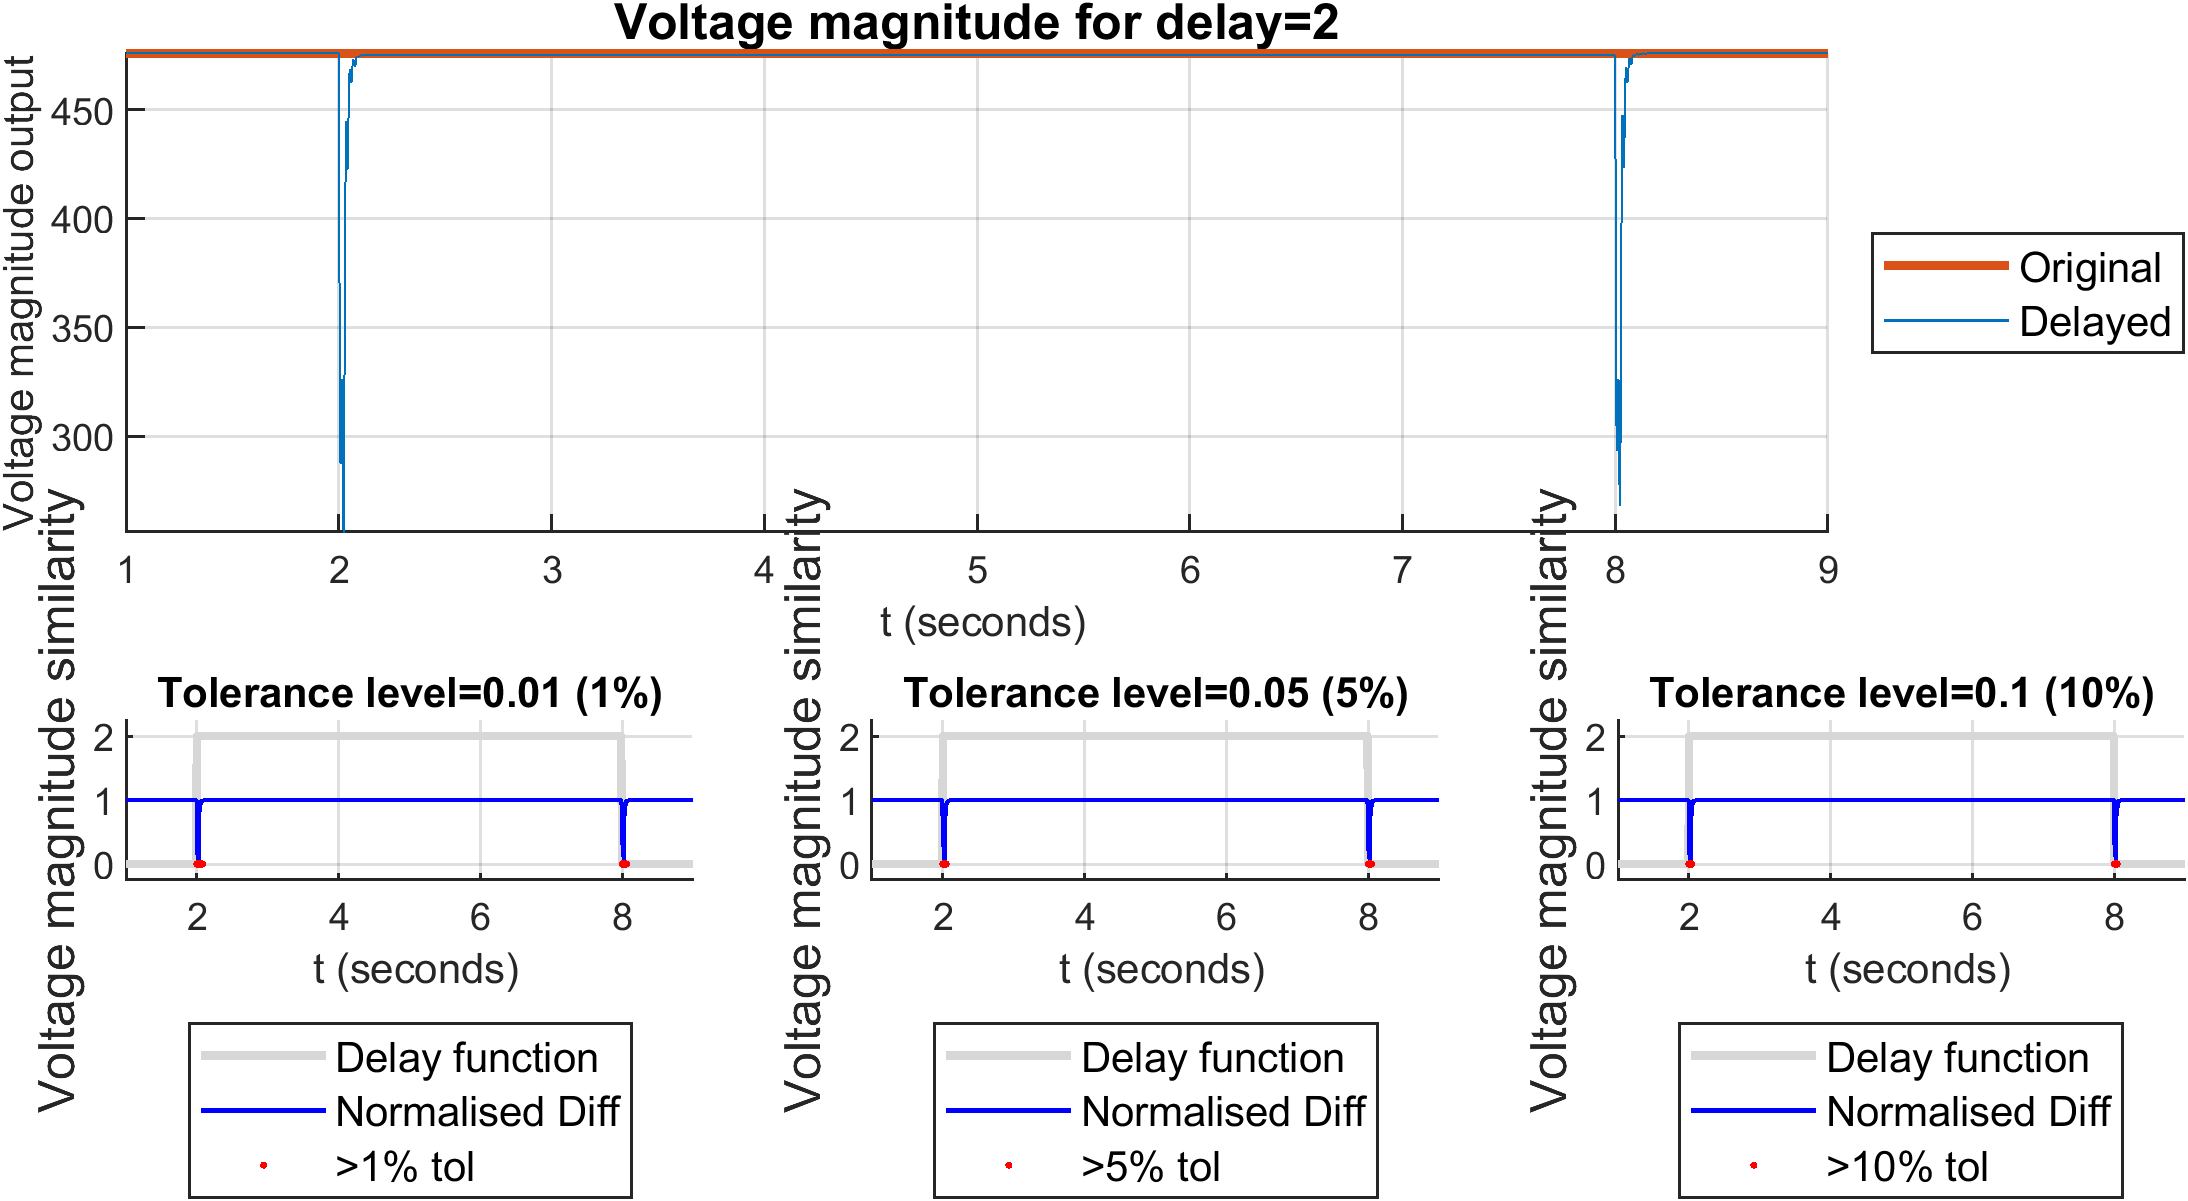 Voltage magnitude for delay=2
Voltage magnitude output
450
400
350
300
1 2 3 4 5 6 7 8 9
t (seconds)
Original
Delayed
Voltage magnitude similarity
Tolerance level=0.01 (1%)
2
1
0
2 4 6 8
t (seconds)
Delay function
Normalised Diff
>1% tol
Voltage magnitude similarity
Tolerance level=0.05 (5%)
2
1
0
2 4 6 8
t (seconds)
Delay function
Normalised Diff
>5% tol
Voltage magnitude similarity
Tolerance level=0.1 (10%)
2
1
0
2 4 6 8
t (seconds)
Delay function
Normalised Diff
>10% tol